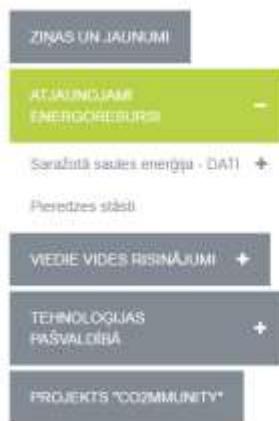 ZIŅAS UN JAUNUMI
ATJAUNOJAMI
ENERGORESURSI
Saražotā saules enerģija - DATI
Pieredzes stāsti
VIEDIE VIDES RISINĀJUMI
TEHNOLOĢIJAS
PAŠVALDĪBĀ
PROJEKTS "CO2MMUNITY"